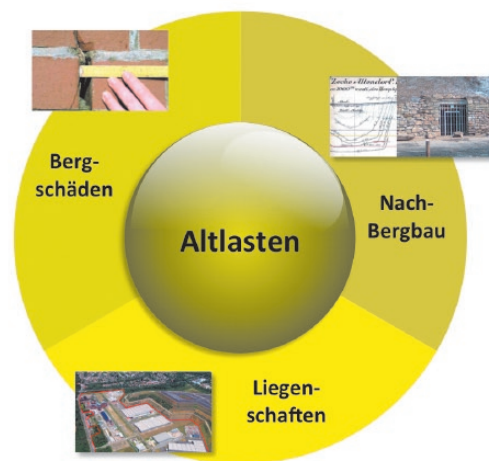 Berg-
schäden
Altlasten
Nach-
Bergbau
Liegen-
schaften